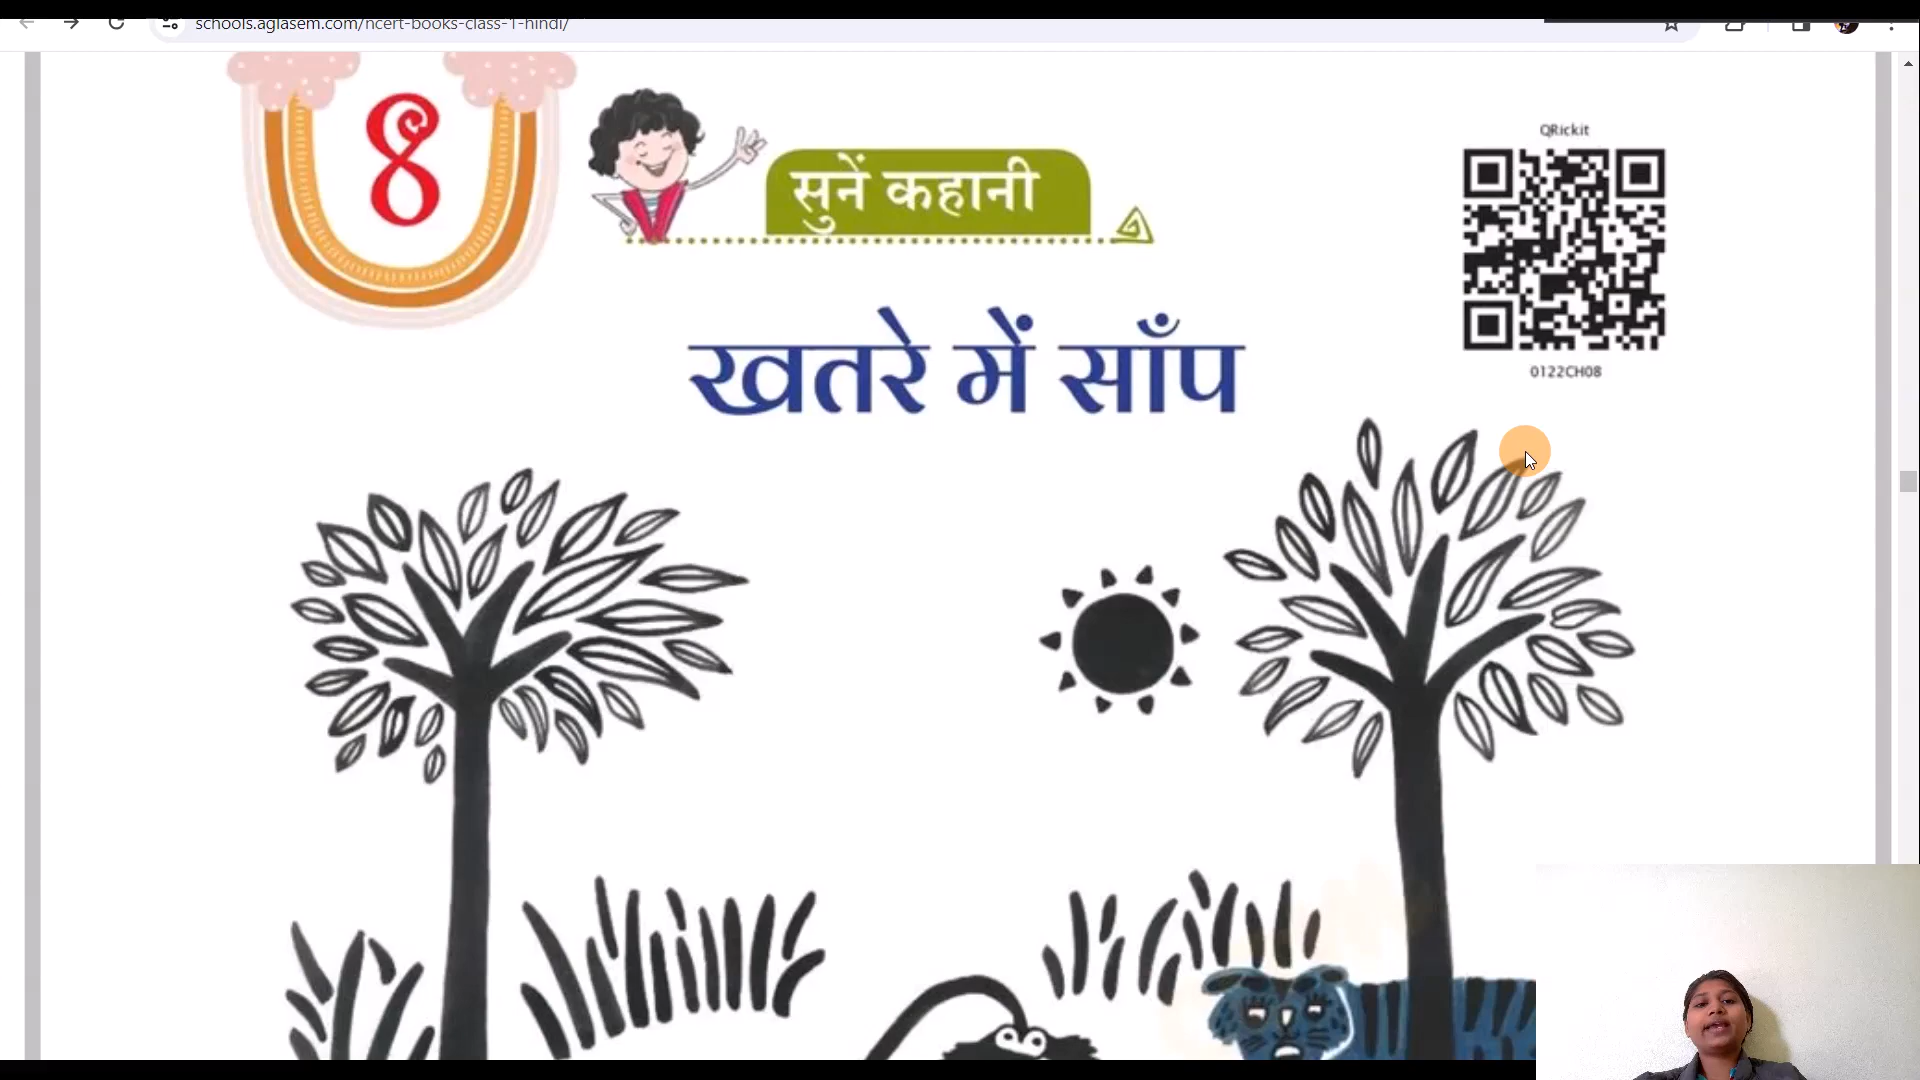 schools.aglasem.com/ncert-books-class-1-hindi/
8
सुनें कहानी
QRickit
0122CH08
खतरे में साँप